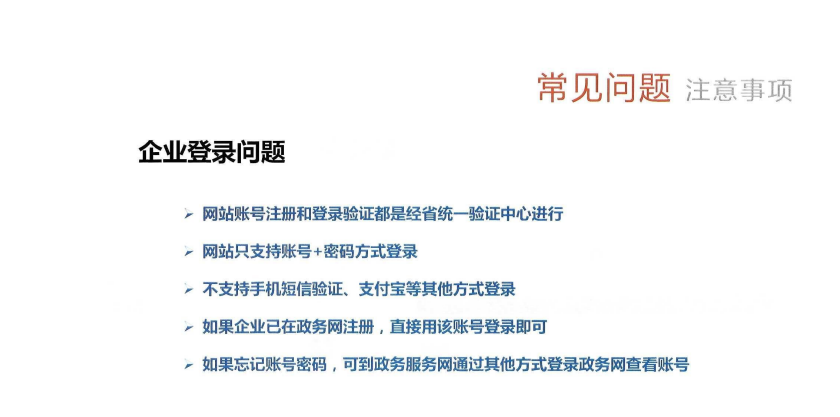 常见问题 注意事项
企业登录问题
➢ 网站账号注册和登录验证都是经省统一验证中心进行
➢ 网站只支持账号+密码方式登录
➢ 不支持手机短信验证、支付宝等其他方式登录
➢ 如果企业已在政务网注册，直接用该账号登录即可
➢ 如果忘记账号密码，可到政务服务网通过其他方式登录政务网查看账号